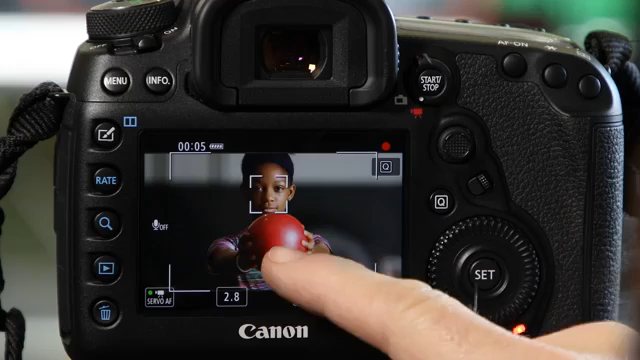 AF-ON
MENU
INFO.
START/
STOP
00:05
Q
RATE
OFF
Q
SET
SERVO AF
2.8
Canon